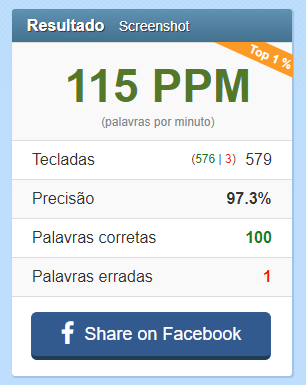 Resultado Screenshot
Top 1 %
115 PPM
(palavras por minuto)
Tecladas (576 | 3) 579
Precisão 97.3%
Palavras corretas 100
Palavras erradas 1
f Share on Facebook